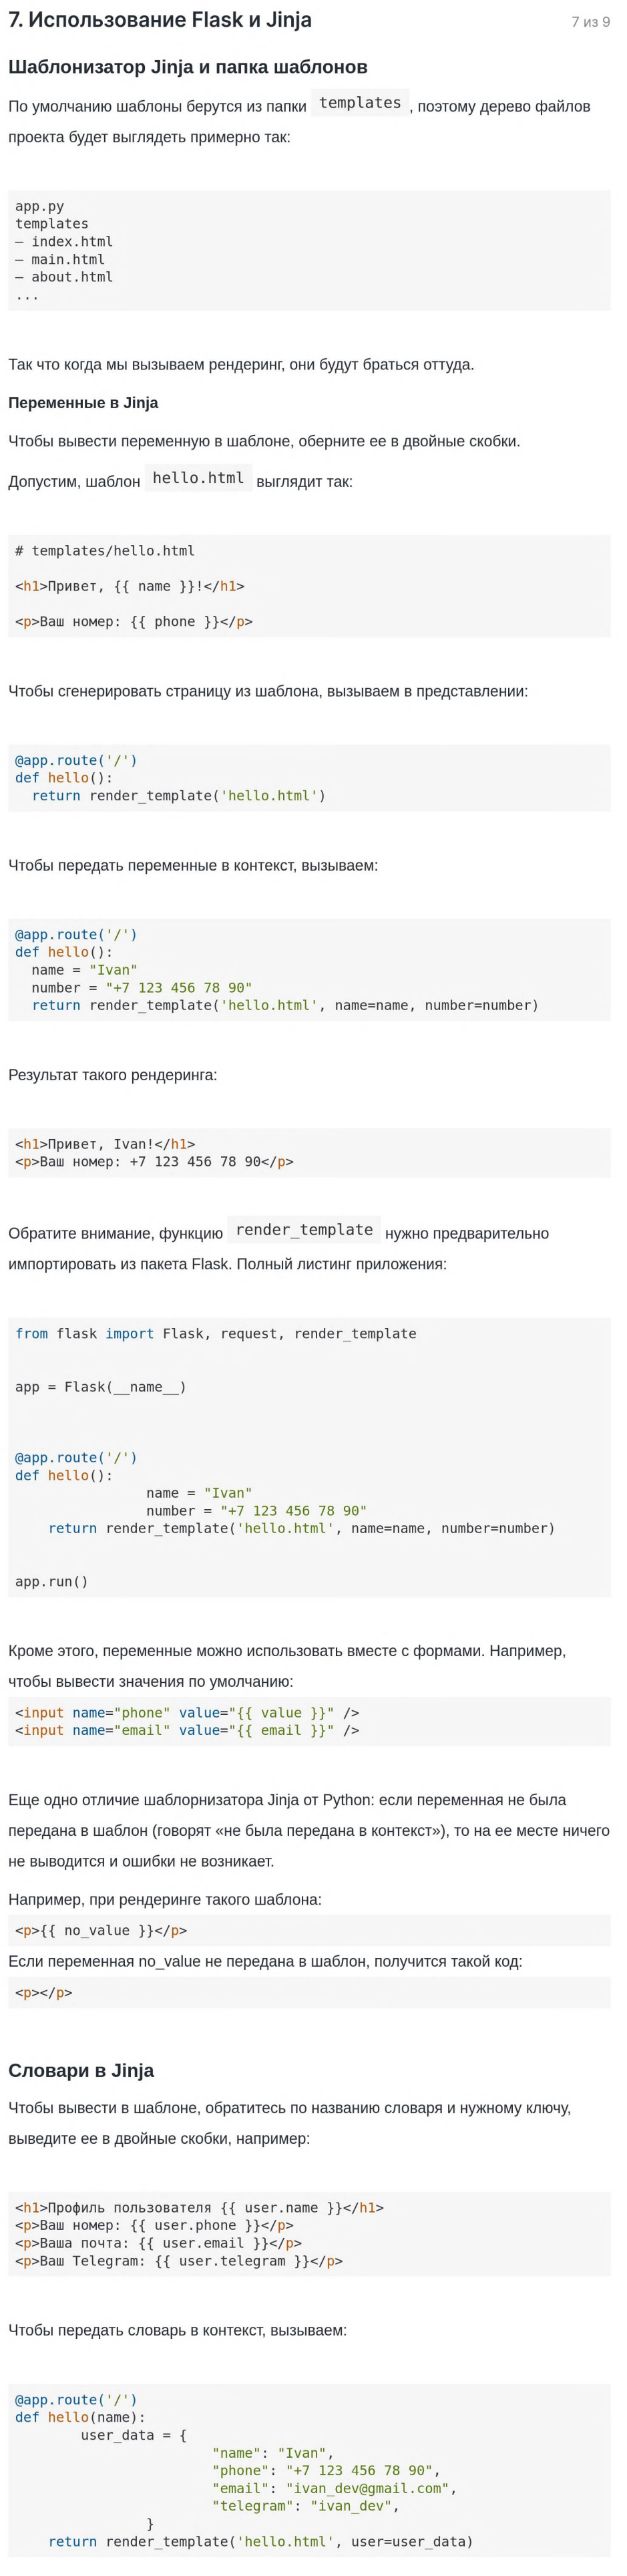 7. Использование Flask и Jinja
7 из 9
Шаблонизатор Jinja и папка шаблонов
По умолчанию шаблоны берутся из папки templates , поэтому дерево файлов
проекта будет выглядеть примерно так:
app.py
templates
— index.html
— main.html
— about.html
...
Так что когда мы вызываем рендеринг, они будут браться оттуда.
Переменные в Jinja
Чтобы вывести переменную в шаблоне, оберните ее в двойные скобки.
Допустим, шаблон hello.html выглядит так:
# templates/hello.html
<h1>Привет, {{ name }}!</h1>
<p>Ваш номер: {{ phone }}</p>
Чтобы сгенерировать страницу из шаблона, вызываем в представлении:
@app.route('/')
def hello():
  return render_template('hello.html')
Чтобы передать переменные в контекст, вызываем:
@app.route('/')
def hello():
  name = "Ivan"
  number = "+7 123 456 78 90"
  return render_template('hello.html', name=name, number=number)
Результат такого рендеринга:
<h1>Привет, Ivan!</h1>
<p>Ваш номер: +7 123 456 78 90</p>
Обратите внимание, функцию render_template нужно предварительно
импортировать из пакета Flask. Полный листинг приложения:
from flask import Flask, request, render_template
app = Flask(__name__)
@app.route('/')
def hello():
                name = "Ivan"
                number = "+7 123 456 78 90"
    return render_template('hello.html', name=name, number=number)
app.run()
Кроме этого, переменные можно использовать вместе с формами. Например,
чтобы вывести значения по умолчанию:
<input name="phone" value="{{ value }}" />
<input name="email" value="{{ email }}" />
Еще одно отличие шаблорнизатора Jinja от Python: если переменная не была
передана в шаблон (говорят «не была передана в контекст»), то на ее месте ничего
не выводится и ошибки не возникает.
Например, при рендеринге такого шаблона:
<p>{{ no_value }}</p>
Если переменная no_value не передана в шаблон, получится такой код:
<p></p>
Словари в Jinja
Чтобы вывести в шаблоне, обратитесь по названию словаря и нужному ключу,
выведите ее в двойные скобки, например:
<h1>Профиль пользователя {{ user.name }}</h1>
<p>Ваш номер: {{ user.phone }}</p>
<p>Ваша почта: {{ user.email }}</p>
<p>Ваш Telegram: {{ user.telegram }}</p>
Чтобы передать словарь в контекст, вызываем:
@app.route('/')
def hello(name):
        user_data = {
                        "name": "Ivan",
                        "phone": "+7 123 456 78 90",
                        "email": "ivan_dev@gmail.com",
                        "telegram": "ivan_dev",
                }
    return render_template('hello.html', user=user_data)